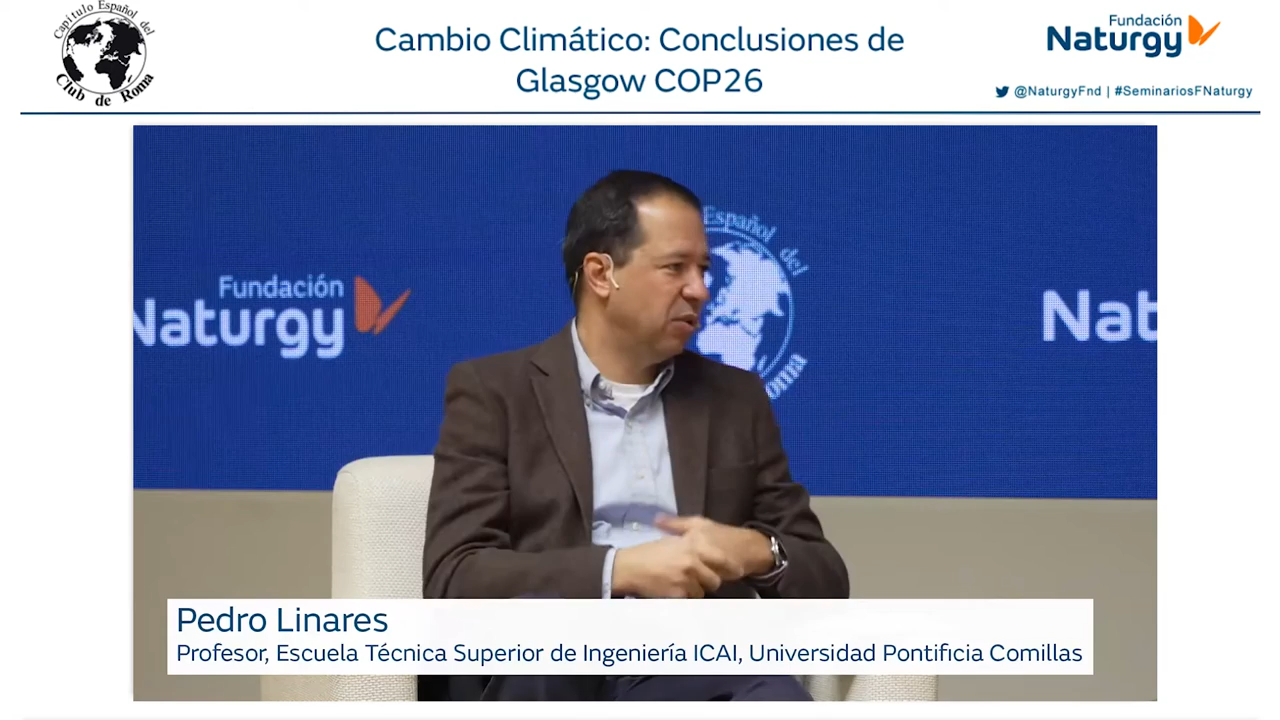 Capítulo Español del
Club de Roma
Cambio Climático: Conclusiones de
Glasgow COP26
Fundación
Naturgy
@NaturgyFnd | #SeminariosFNaturgy
Fundación
Naturgy
Español del
oma
Nat
Pedro Linares
Profesor, Escuela Técnica Superior de Ingeniería ICAI, Universidad Pontificia Comillas